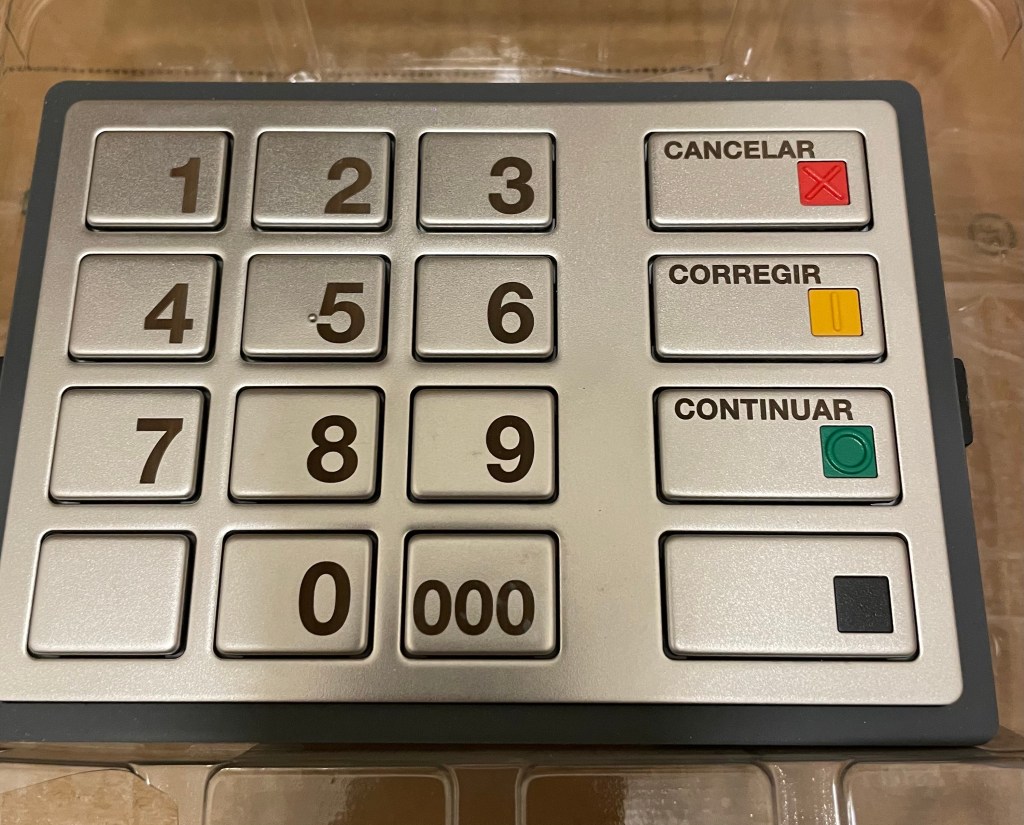 1 2 3 CANCELAR
4 5 6 CORREGIR
7 8 9 CONTINUAR
0 000